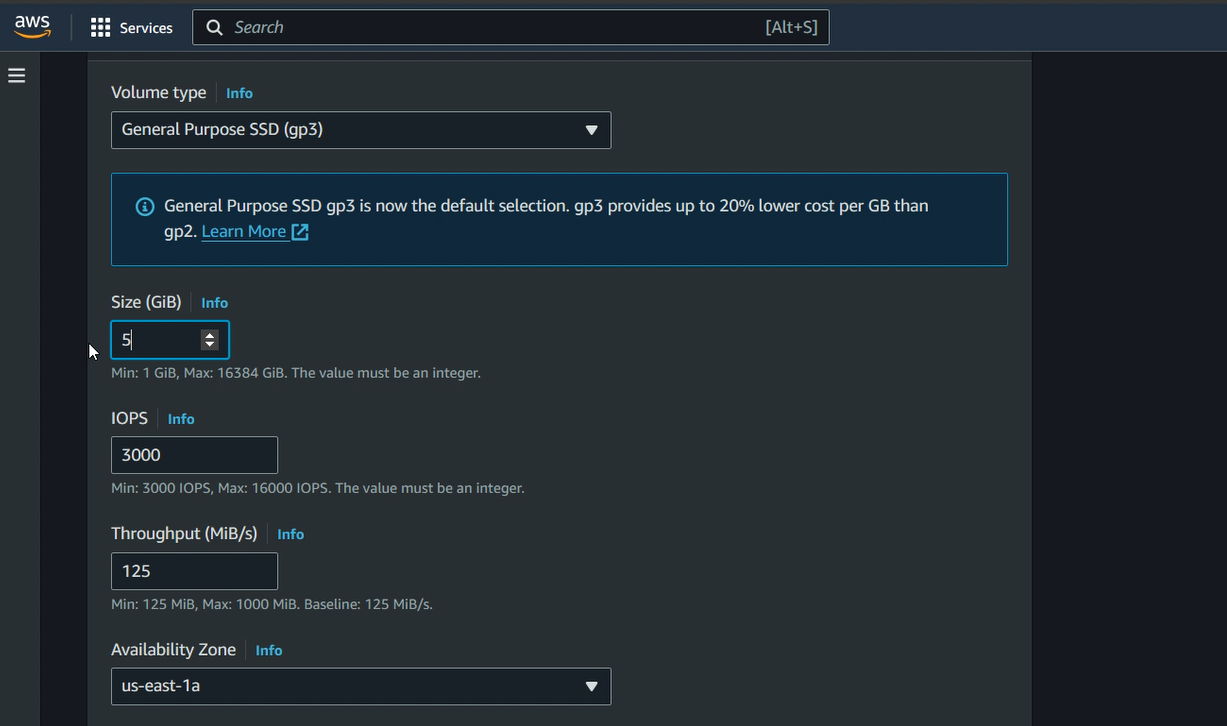 aws
Services
Search
[Alt+S]
Volume type
Info
General Purpose SSD (gp3)
General Purpose SSD gp3 is now the default selection. gp3 provides up to 20% lower cost per GB than
gp2. Learn More
Size (GiB)
Info
5
Min: 1 GiB, Max: 16384 GiB. The value must be an integer.
IOPS
Info
3000
Min: 3000 IOPS, Max: 16000 IOPS. The value must be an integer.
Throughput (MiB/s)
Info
125
Min: 125 MiB, Max: 1000 MiB. Baseline: 125 MiB/s.
Availability Zone
Info
us-east-1a